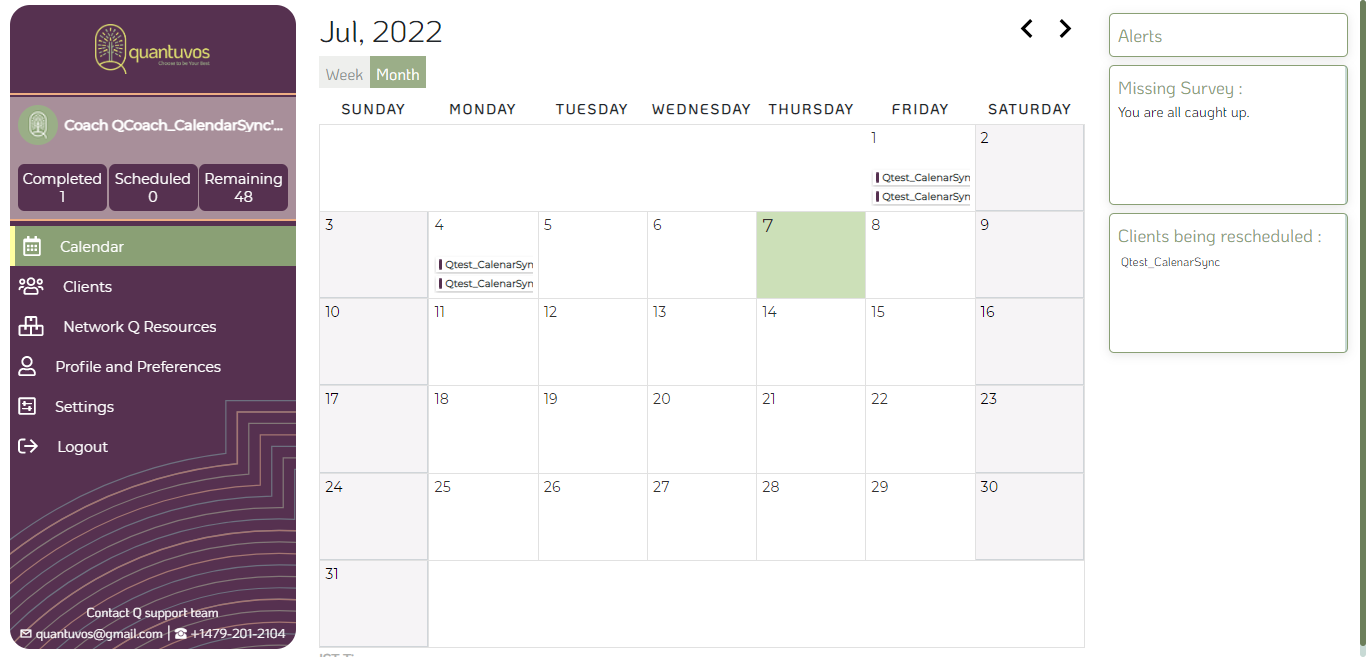 quantuvos
Choose to be Your Best
Coach QCoach_CalendarSync'...
Completed
1
Scheduled
0
Remaining
48
Calendar
Clients
Network Q Resources
Profile and Preferences
Settings
Logout
Contact Q support team
quantuvos@gmail.com | +1479-201-2104
Jul, 2022
Week Month
SUNDAY MONDAY TUESDAY WEDNESDAY THURSDAY FRIDAY SATURDAY
1 2
Qtest_CalenarSyn
Qtest_CalenarSyn
3 4 5 6 7 8 9
Qtest_CalenarSyn
Qtest_CalenarSyn
10 11 12 13 14 15 16
17 18 19 20 21 22 23
24 25 26 27 28 29 30
31
Alerts
Missing Survey :
You are all caught up.
Clients being rescheduled :
Qtest_CalenarSync